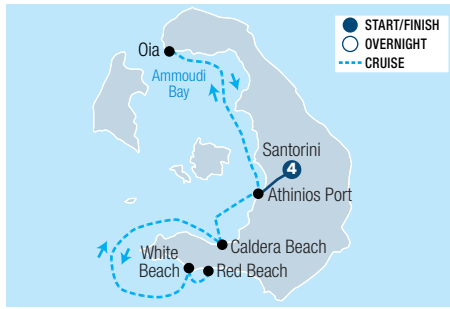 START/FINISH
OVERNIGHT
CRUISE
Oia
Ammoudi
Bay
Santorini
4
Athinios Port
Caldera Beach
White
Beach
Red Beach